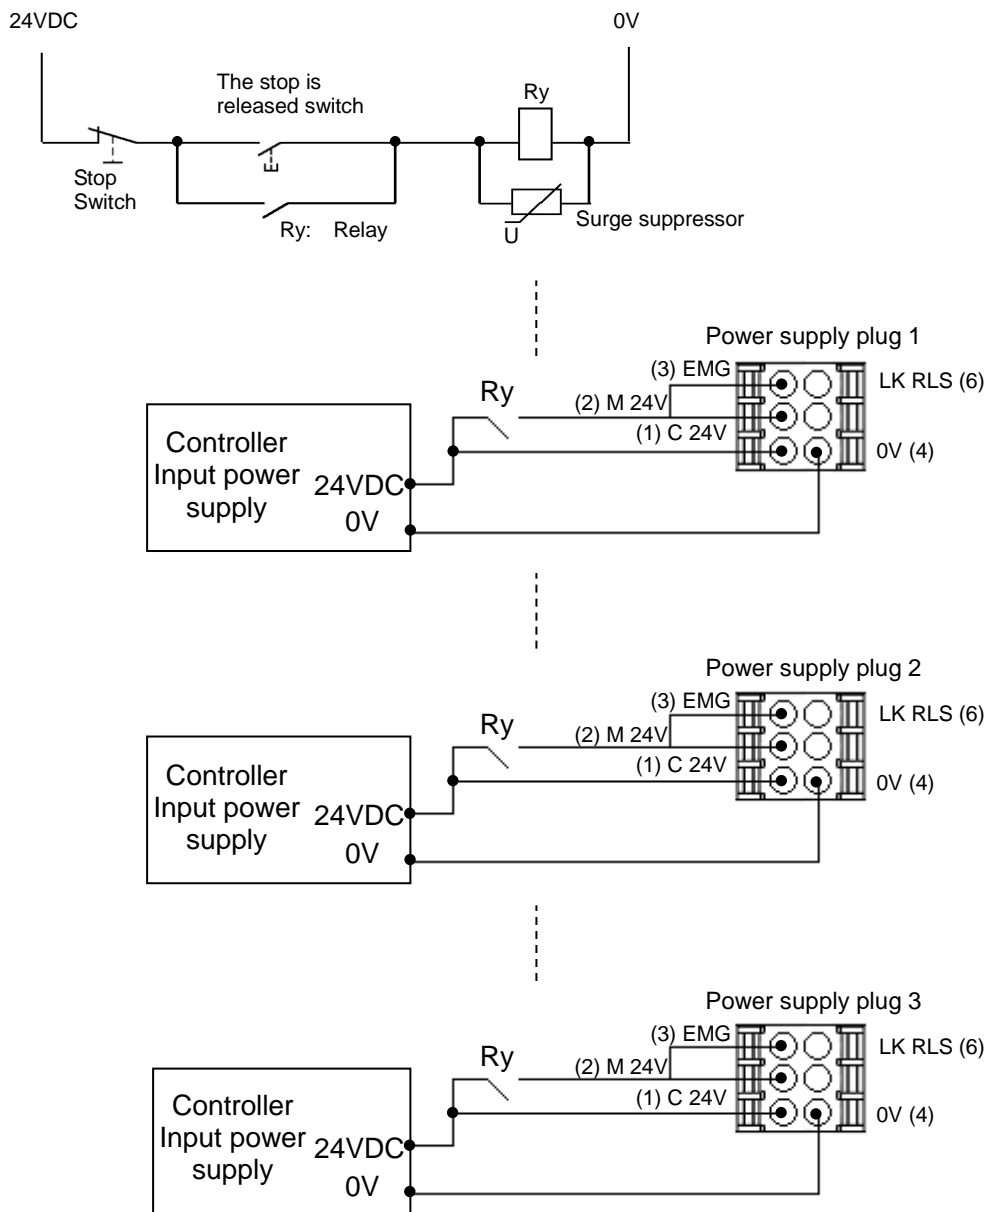 24VDC
0V
The stop is
released switch
Ry
Stop
Switch
Ry: Relay
U
Surge suppressor
Power supply plug 1
(3) EMG
LK RLS (6)
Ry
(2) M 24V
(1) C 24V
0V (4)
Controller
Input power
supply
24VDC
0V
Power supply plug 2
(3) EMG
LK RLS (6)
Ry
(2) M 24V
(1) C 24V
0V (4)
Controller
Input power
supply
24VDC
0V
Power supply plug 3
(3) EMG
LK RLS (6)
Ry
(2) M 24V
(1) C 24V
0V (4)
Controller
Input power
supply
24VDC
0V